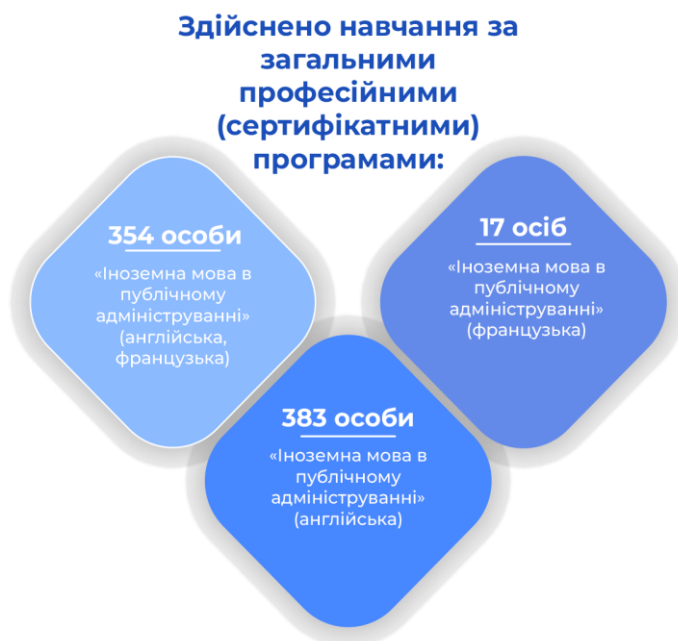 Здійснено навчання за
загальними
професійними
(сертифікатними)
програмами:
354 особи
«Іноземна мова в
публічному
адмініструванні»
(англійська,
французька)
17 осіб
«Іноземна мова в
публічному
адмініструванні»
(французька)
383 особи
«Іноземна мова в
публічному
адмініструванні»
(англійська)